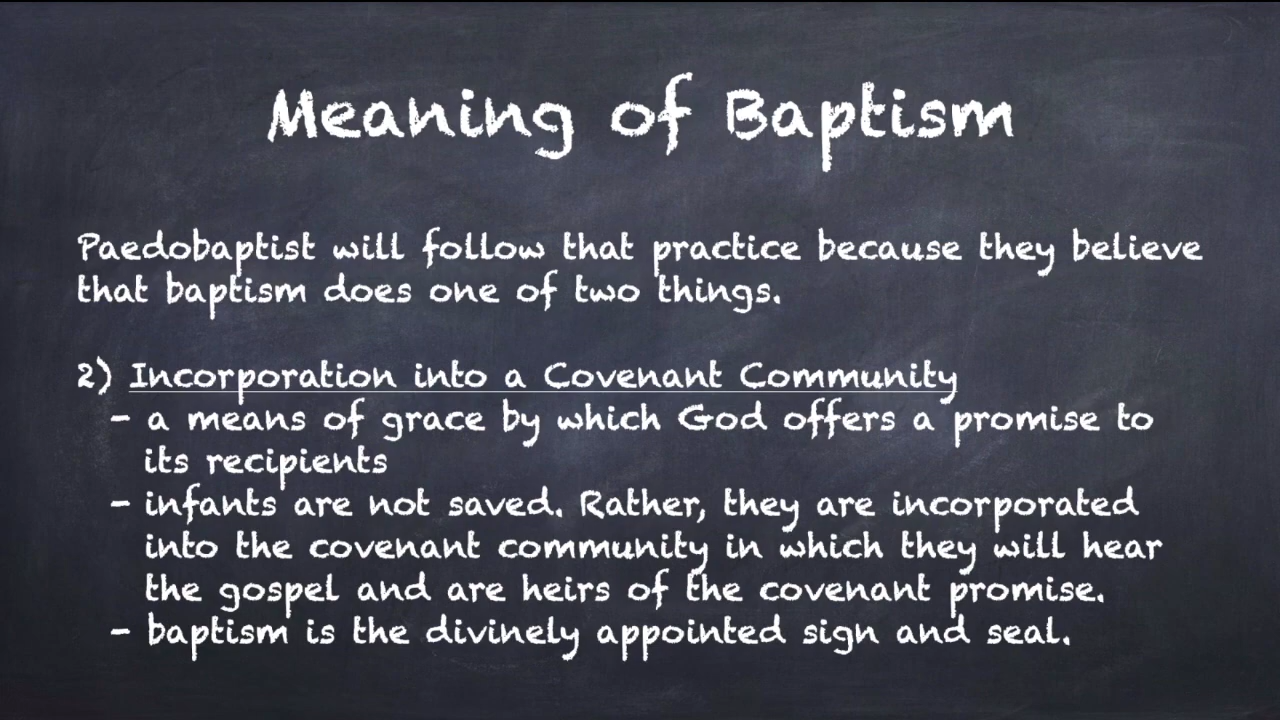 Meaning of Baptism
Paedobaptist will follow that practice because they believe
that baptism does one of two things.
2) Incorporation into a Covenant Community
- a means of grace by which God offers a promise to
its recipients
- infants are not saved. Rather, they are incorporated
into the covenant community in which they will hear
the gospel and are heirs of the covenant promise.
- baptism is the divinely appointed sign and seal.